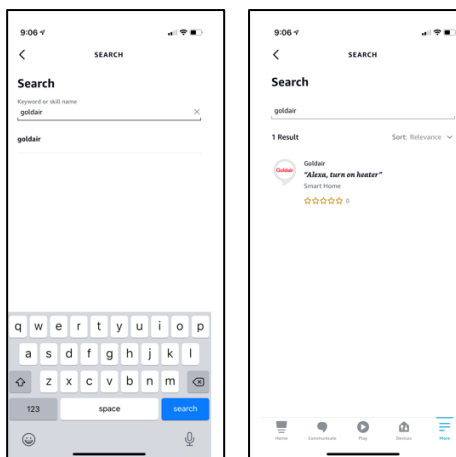 9:06
SEARCH
Search
Keyword or skill name
goldair
goldair
q w e r t y u i o p
a s d f g h j k l
z x c v b n m
123 space search
9:06
SEARCH
Search
goldair
1 Result Sort: Relevance
Goldair
Goldair
"Alexa, turn on heater"
Smart Home
0
Home Communicate Play Devices More